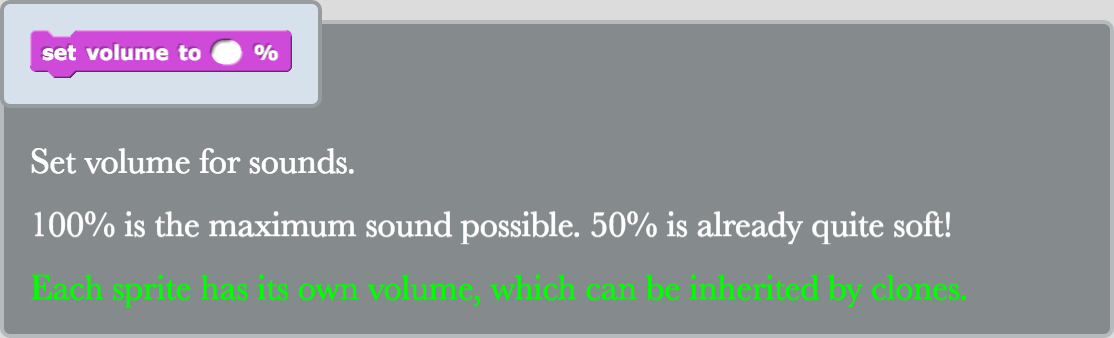 set volume to %
Set volume for sounds.
100% is the maximum sound possible. 50% is already quite soft!
Each sprite has its own volume, which can be inherited by clones.